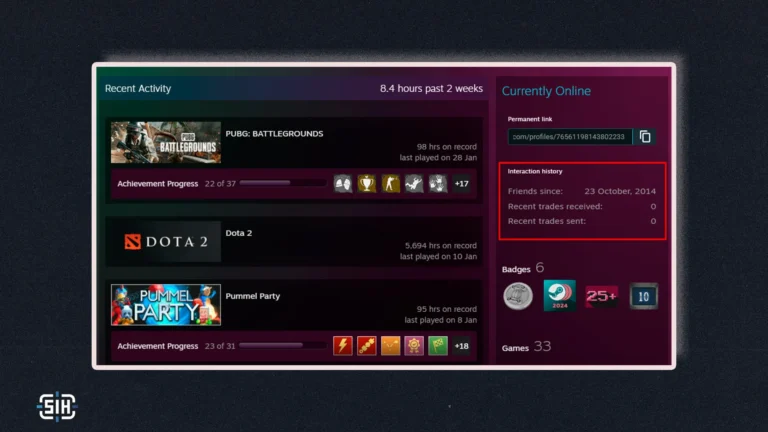 Recent Activity
8.4 hours past 2 weeks
PUBG
BATTLEGROUNDS
PUBG: BATTLEGROUNDS
98 hrs on record
last played on 28 Jan
Achievement Progress 22 of 37
+17
DOTA 2
Dota 2
5,694 hrs on record
last played on 10 Jan
PUMMEL
PARTY
Pummel Party
95 hrs on record
last played on 8 Jan
Achievement Progress 23 of 31
+18
Currently Online
Permanent link
com/profiles/76561198143802233
Interaction history
Friends since: 23 October, 2014
Recent trades received: 0
Recent trades sent: 0
Badges 6
2024
25+
10
Games 33
SIH